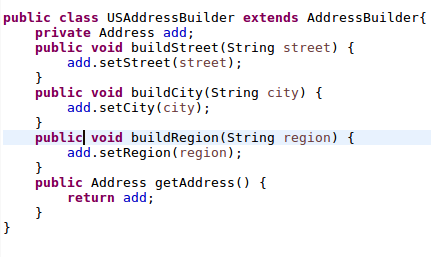 public class USAddressBuilder extends AddressBuilder{
    private Address add;
    public void buildStreet(String street) {
        add.setStreet(street);
    }
    public void buildCity(String city) {
        add.setCity(city);
    }
    public void buildRegion(String region) {
        add.setRegion(region);
    }
    public Address getAddress() {
        return add;
    }
}